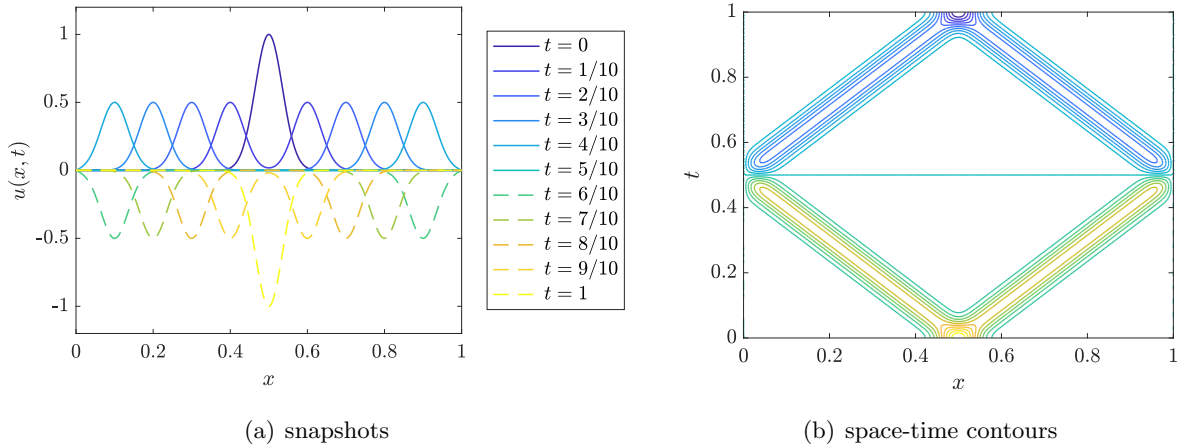 1
0.5
0
-0.5
-1
u(x, t)
0
0.2
0.4
0.6
0.8
1
x
t = 0
t = 1/10
t = 2/10
t = 3/10
t = 4/10
t = 5/10
t = 6/10
t = 7/10
t = 8/10
t = 9/10
t = 1
(a) snapshots
1
0.8
0.6
0.4
0.2
0
t
0
0.2
0.4
0.6
0.8
1
x
(b) space-time contours